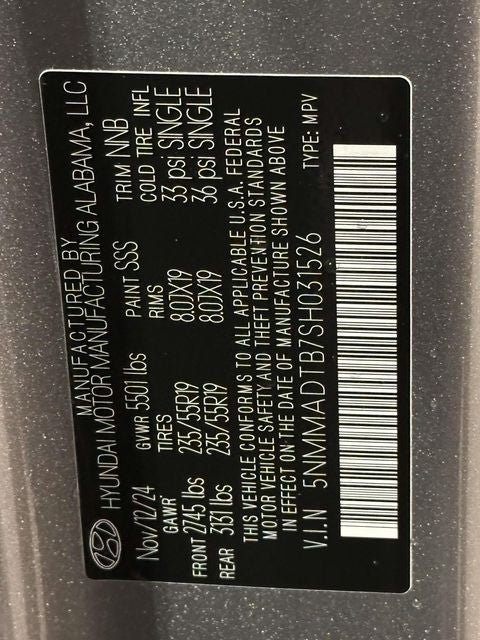 MANUFACTURED BY
HYUNDAI MOTOR MANUFACTURING ALABAMA, LLC
Nov/12/24 PAINT SSS TRIM NNB
GVWR 5501 lbs
GAWR TIRES RIMS COLD TIRE INFL
FRONT 2745 lbs 235/55R19 8.0JX19 33 psi SINGLE
REAR 3131 lbs 235/55R19 8.0JX19 36 psi SINGLE
THIS VEHICLE CONFORMS TO ALL APPLICABLE U.S.A. FEDERAL
MOTOR VEHICLE SAFETY AND THEFT PREVENTION STANDARDS
IN EFFECT ON THE DATE OF MANUFACTURE SHOWN ABOVE
V.I.N 5NMMADTB7SH031526 TYPE: MPV